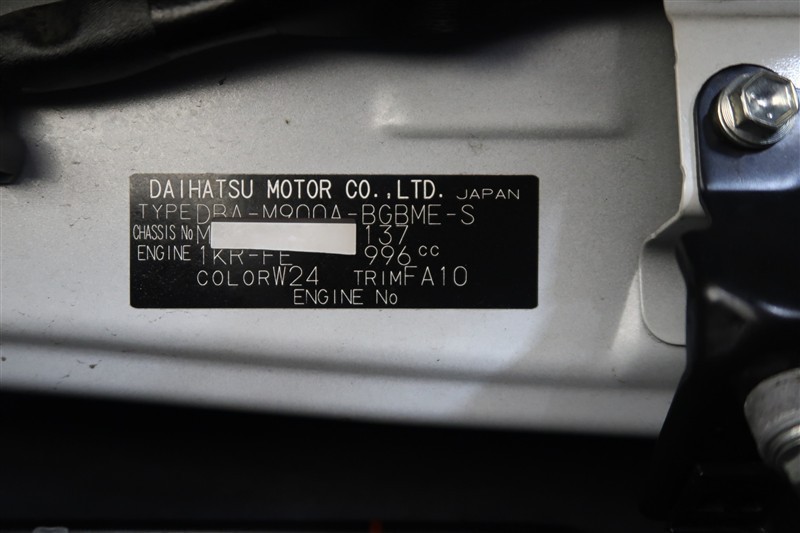 DAIHATSU MOTOR CO.,LTD. JAPAN
TYPE DBA-M900A-BGBME-S
CHASSIS No M 137
ENGINE 1KR-FE 996 cc
COLOR W24 TRIM FA10
ENGINE No